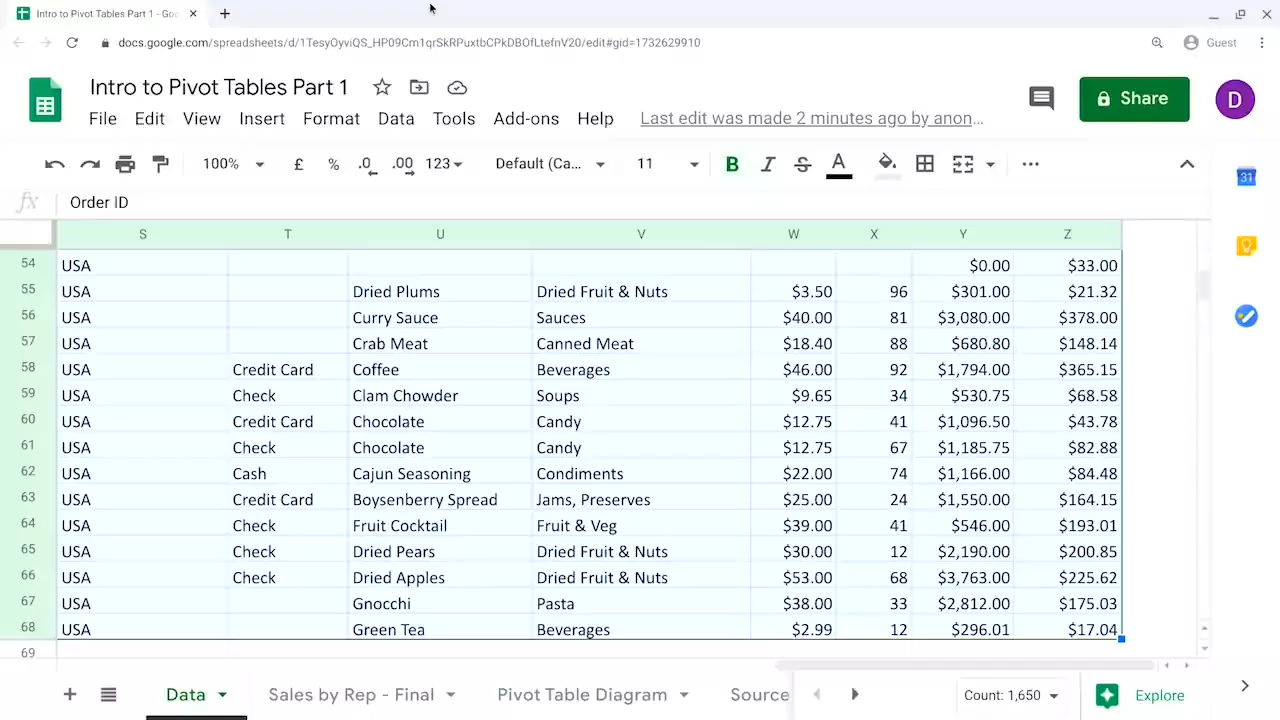 Intro to Pivot Tables Part 1 - Goo
docs.google.com/spreadsheets/d/1TesyOyviQS_HP09Cm1qrSkRPuxtbCPkDBOfLtefnV20/edit#gid=1732629910
Guest
Intro to Pivot Tables Part 1
Share
D
File Edit View Insert Format Data Tools Add-ons Help Last edit was made 2 minutes ago by anon…
100% £ % .0 .00 123 Default (Ca... 11 B I S A
31
fx Order ID
S T U V W X Y Z
54 USA $0.00 $33.00
55 USA Dried Plums Dried Fruit & Nuts $3.50 96 $301.00 $21.32
56 USA Curry Sauce Sauces $40.00 81 $3,080.00 $378.00
57 USA Crab Meat Canned Meat $18.40 88 $680.80 $148.14
58 USA Credit Card Coffee Beverages $46.00 92 $1,794.00 $365.15
59 USA Check Clam Chowder Soups $9.65 34 $530.75 $68.58
60 USA Credit Card Chocolate Candy $12.75 41 $1,096.50 $43.78
61 USA Check Chocolate Candy $12.75 67 $1,185.75 $82.88
62 USA Cash Cajun Seasoning Condiments $22.00 74 $1,166.00 $84.48
63 USA Credit Card Boysenberry Spread Jams, Preserves $25.00 24 $1,550.00 $164.15
64 USA Check Fruit Cocktail Fruit & Veg $39.00 41 $546.00 $193.01
65 USA Check Dried Pears Dried Fruit & Nuts $30.00 12 $2,190.00 $200.85
66 USA Check Dried Apples Dried Fruit & Nuts $53.00 68 $3,763.00 $225.62
67 USA Gnocchi Pasta $38.00 33 $2,812.00 $175.03
68 USA Green Tea Beverages $2.99 12 $296.01 $17.04
69
Data Sales by Rep - Final Pivot Table Diagram Source Count: 1,650 Explore